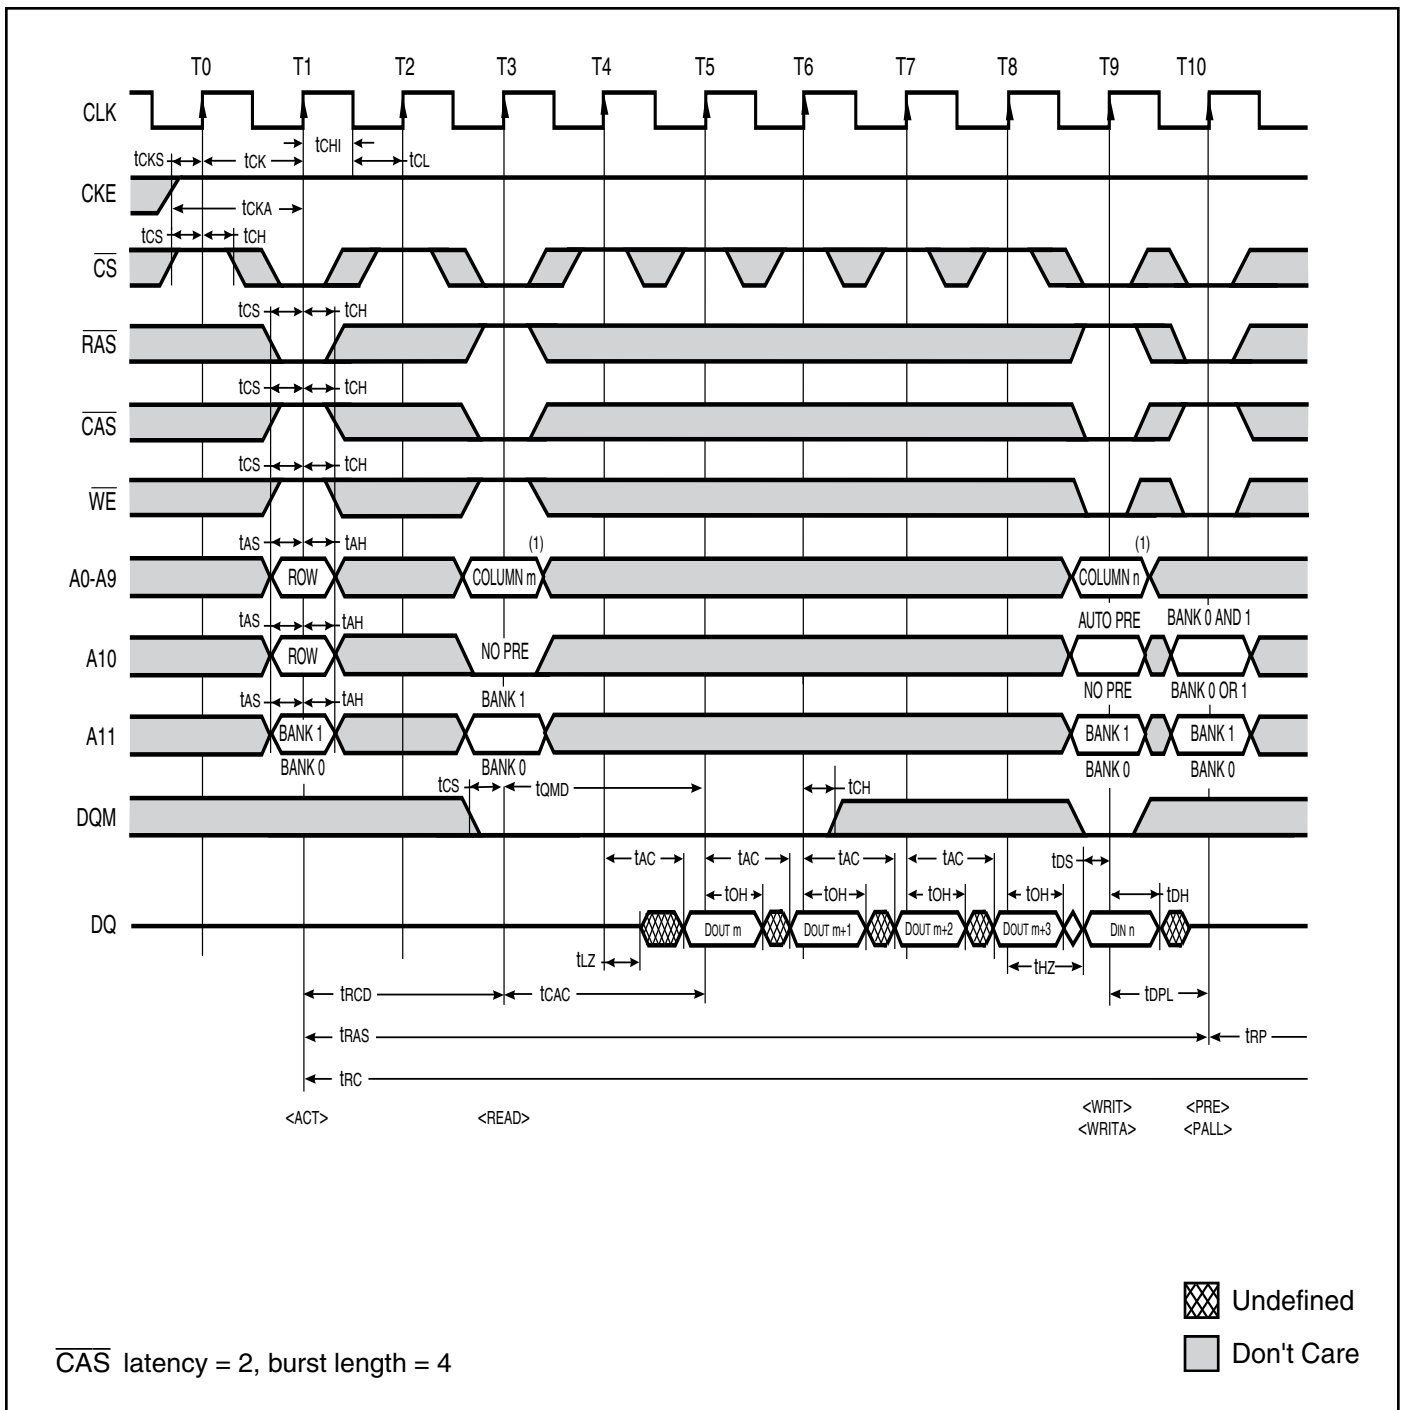 T0 T1 T2 T3 T4 T5 T6 T7 T8 T9 T10
CLK
tCHI
tCKS tCK tCL
CKE
tCKA
tCS tCH
CS
tCS tCH
RAS
tCS tCH
CAS
tCS tCH
WE
tAS tAH (1) (1)
A0-A9 ROW COLUMN m COLUMN n
tAS tAH AUTO PRE BANK 0 AND 1
A10 ROW NO PRE
tAS tAH BANK 1 NO PRE BANK 0 OR 1
A11 BANK 1 BANK 1 BANK 1
BANK 0 BANK 0 BANK 0 BANK 0
tCS tQMD tCH
DQM
tAC tAC tAC tAC tDS
tOH tOH tOH tOH tDH
DQ DOUT m DOUT m+1 DOUT m+2 DOUT m+3 DIN n
tLZ tHZ
tRCD tCAC tDPL
tRAS tRP
tRC
<ACT> <READ> <WRIT> <PRE>
<WRITA> <PALL>
Undefined
Don't Care
CAS latency = 2, burst length = 4